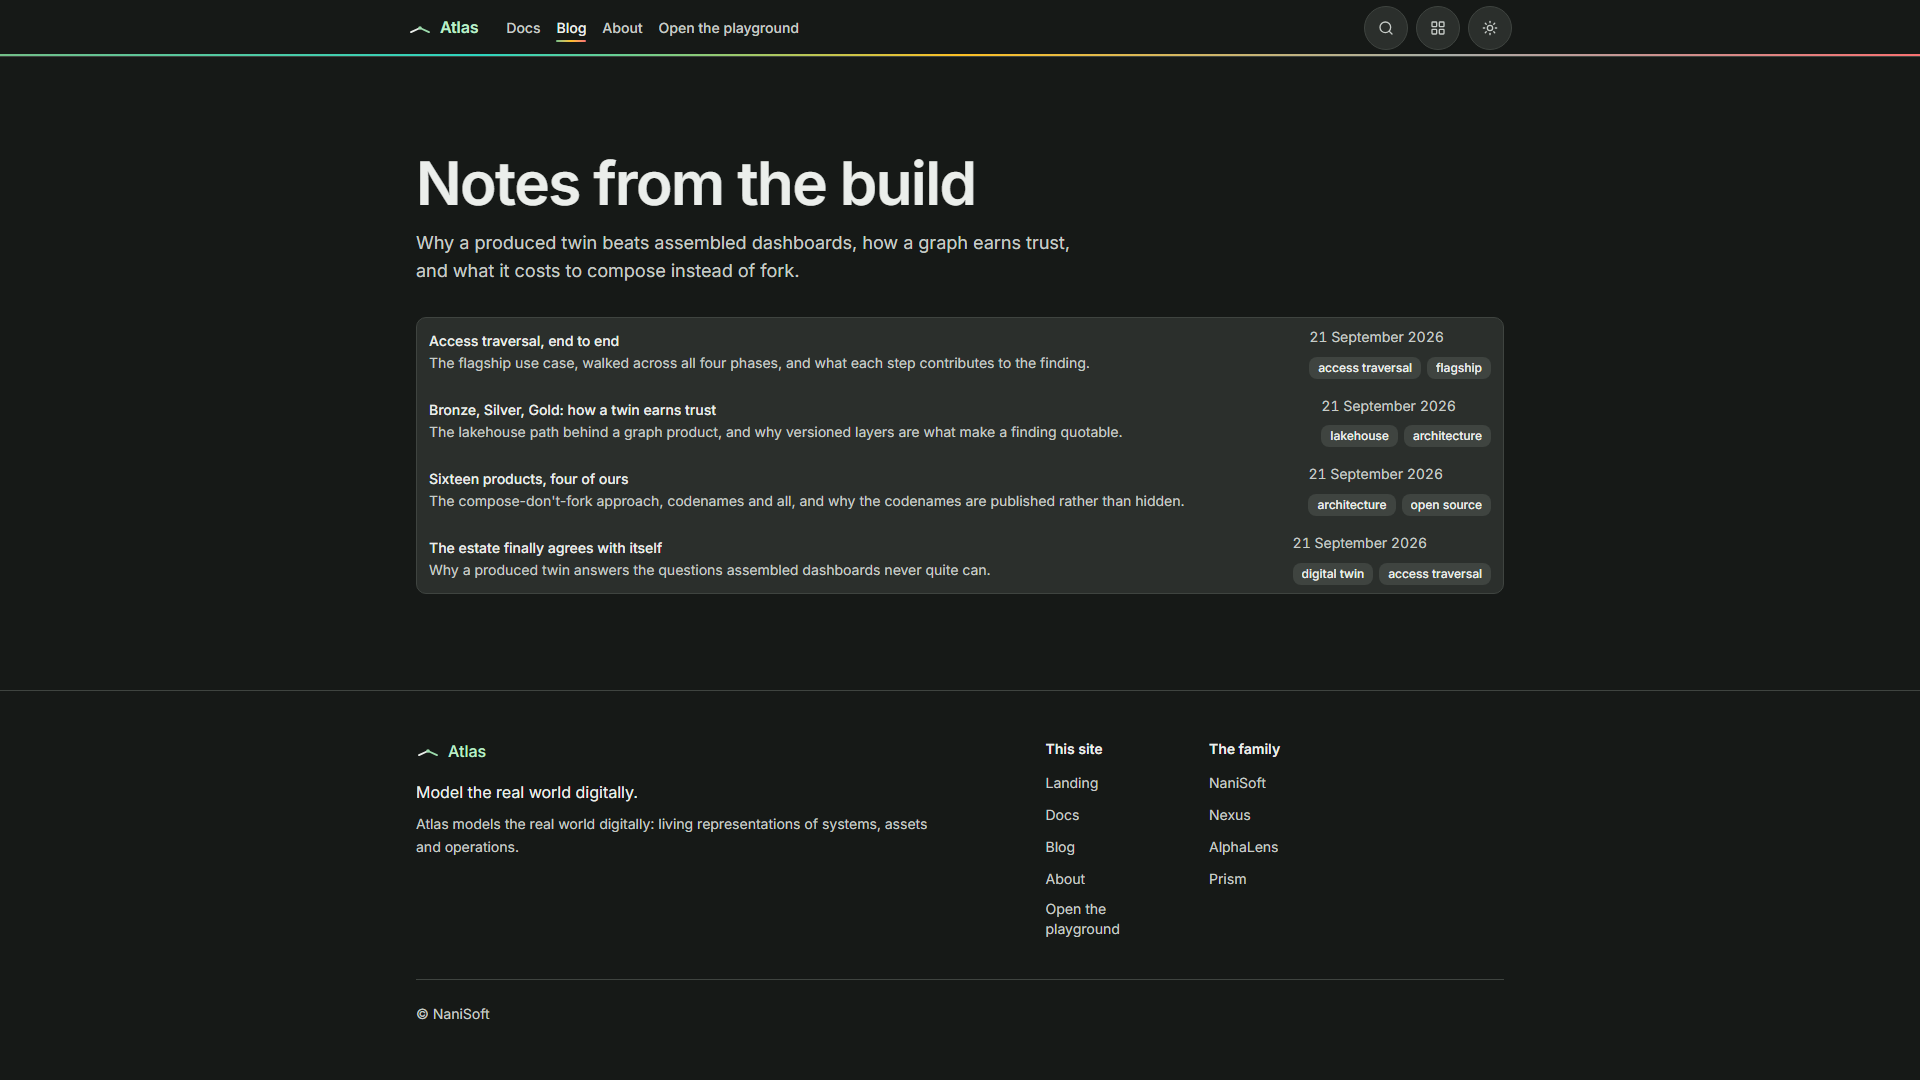 Atlas
Docs
Blog
About
Open the playground
Notes from the build
Why a produced twin beats assembled dashboards, how a graph earns trust,
and what it costs to compose instead of fork.
Access traversal, end to end
The flagship use case, walked across all four phases, and what each step contributes to the finding.
21 September 2026
access traversal
flagship
Bronze, Silver, Gold: how a twin earns trust
The lakehouse path behind a graph product, and why versioned layers are what make a finding quotable.
21 September 2026
lakehouse
architecture
Sixteen products, four of ours
The compose-don't-fork approach, codenames and all, and why the codenames are published rather than hidden.
21 September 2026
architecture
open source
The estate finally agrees with itself
Why a produced twin answers the questions assembled dashboards never quite can.
21 September 2026
digital twin
access traversal
Atlas
Model the real world digitally.
Atlas models the real world digitally: living representations of systems, assets
and operations.
This site
Landing
Docs
Blog
About
Open the
playground
The family
NaniSoft
Nexus
AlphaLens
Prism
© NaniSoft